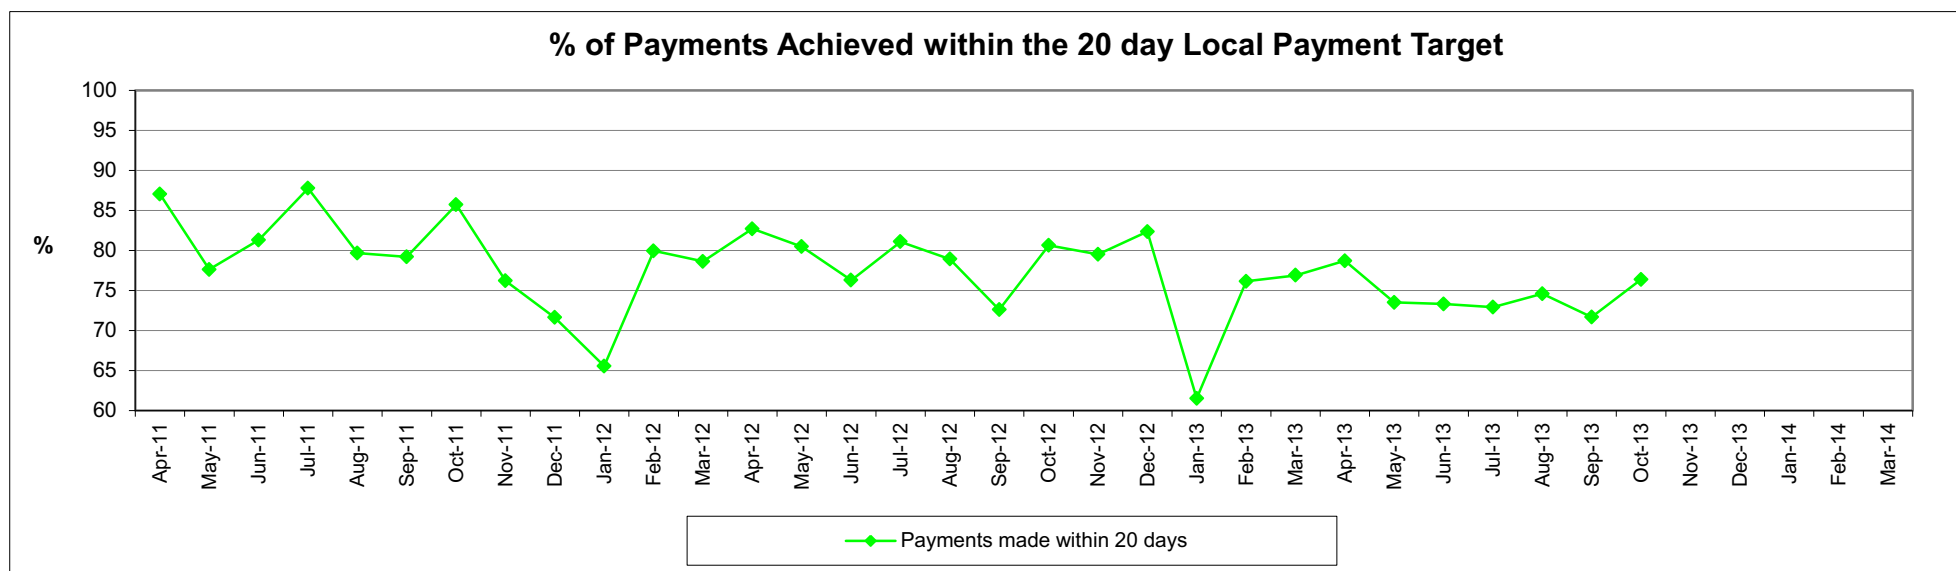 % of Payments Achieved within the 20 day Local Payment Target
100
95
90
85
80
75
70
65
60
%
Apr-11
May-11
Jun-11
Jul-11
Aug-11
Sep-11
Oct-11
Nov-11
Dec-11
Jan-12
Feb-12
Mar-12
Apr-12
May-12
Jun-12
Jul-12
Aug-12
Sep-12
Oct-12
Nov-12
Dec-12
Jan-13
Feb-13
Mar-13
Apr-13
May-13
Jun-13
Jul-13
Aug-13
Sep-13
Oct-13
Nov-13
Dec-13
Jan-14
Feb-14
Mar-14
Payments made within 20 days